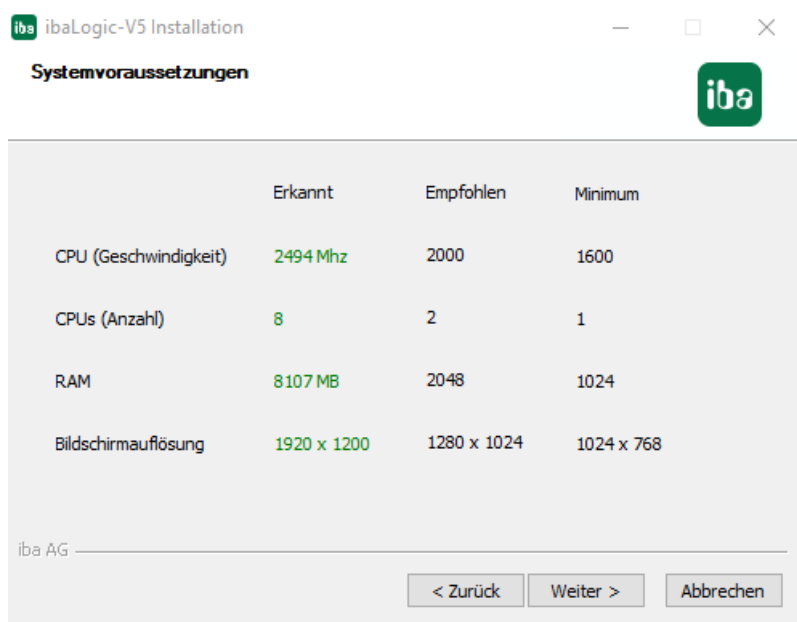 iba ibaLogic-V5 Installation
Systemvoraussetzungen
iba
Erkannt Empfohlen Minimum
CPU (Geschwindigkeit) 2494 Mhz 2000 1600
CPUs (Anzahl) 8 2 1
RAM 8107 MB 2048 1024
Bildschirmauflösung 1920 x 1200 1280 x 1024 1024 x 768
iba AG
< Zurück Weiter > Abbrechen